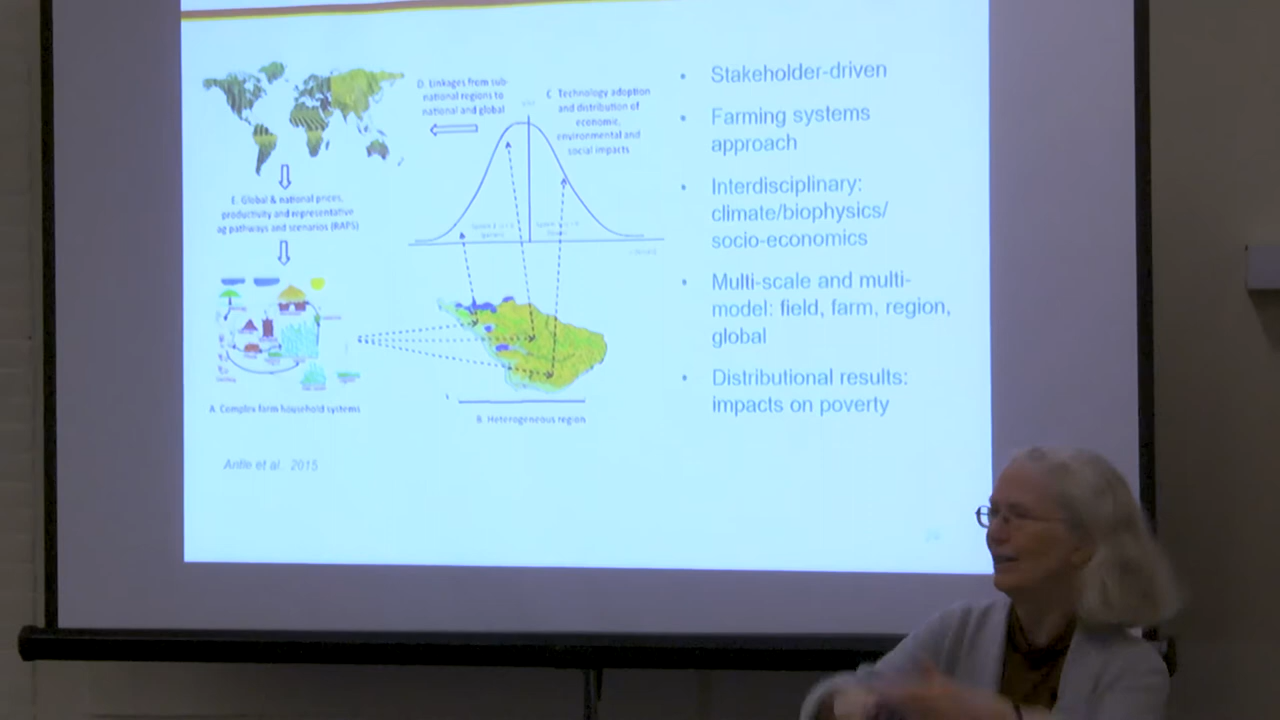 D. Linkages from sub-
national regions to
national and global
C. Technology adoption
and distribution of
economic,
environmental and
social impacts
E. Global & national prices,
productivity and representative
ag pathways and scenarios (RAPS)
A. Complex farm household systems
B. Heterogeneous region
Antle et al. 2015
• Stakeholder-driven
• Farming systems
approach
• Interdisciplinary:
climate/biophysics/
socio-economics
• Multi-scale and multi-
model: field, farm, region,
global
• Distributional results:
impacts on poverty